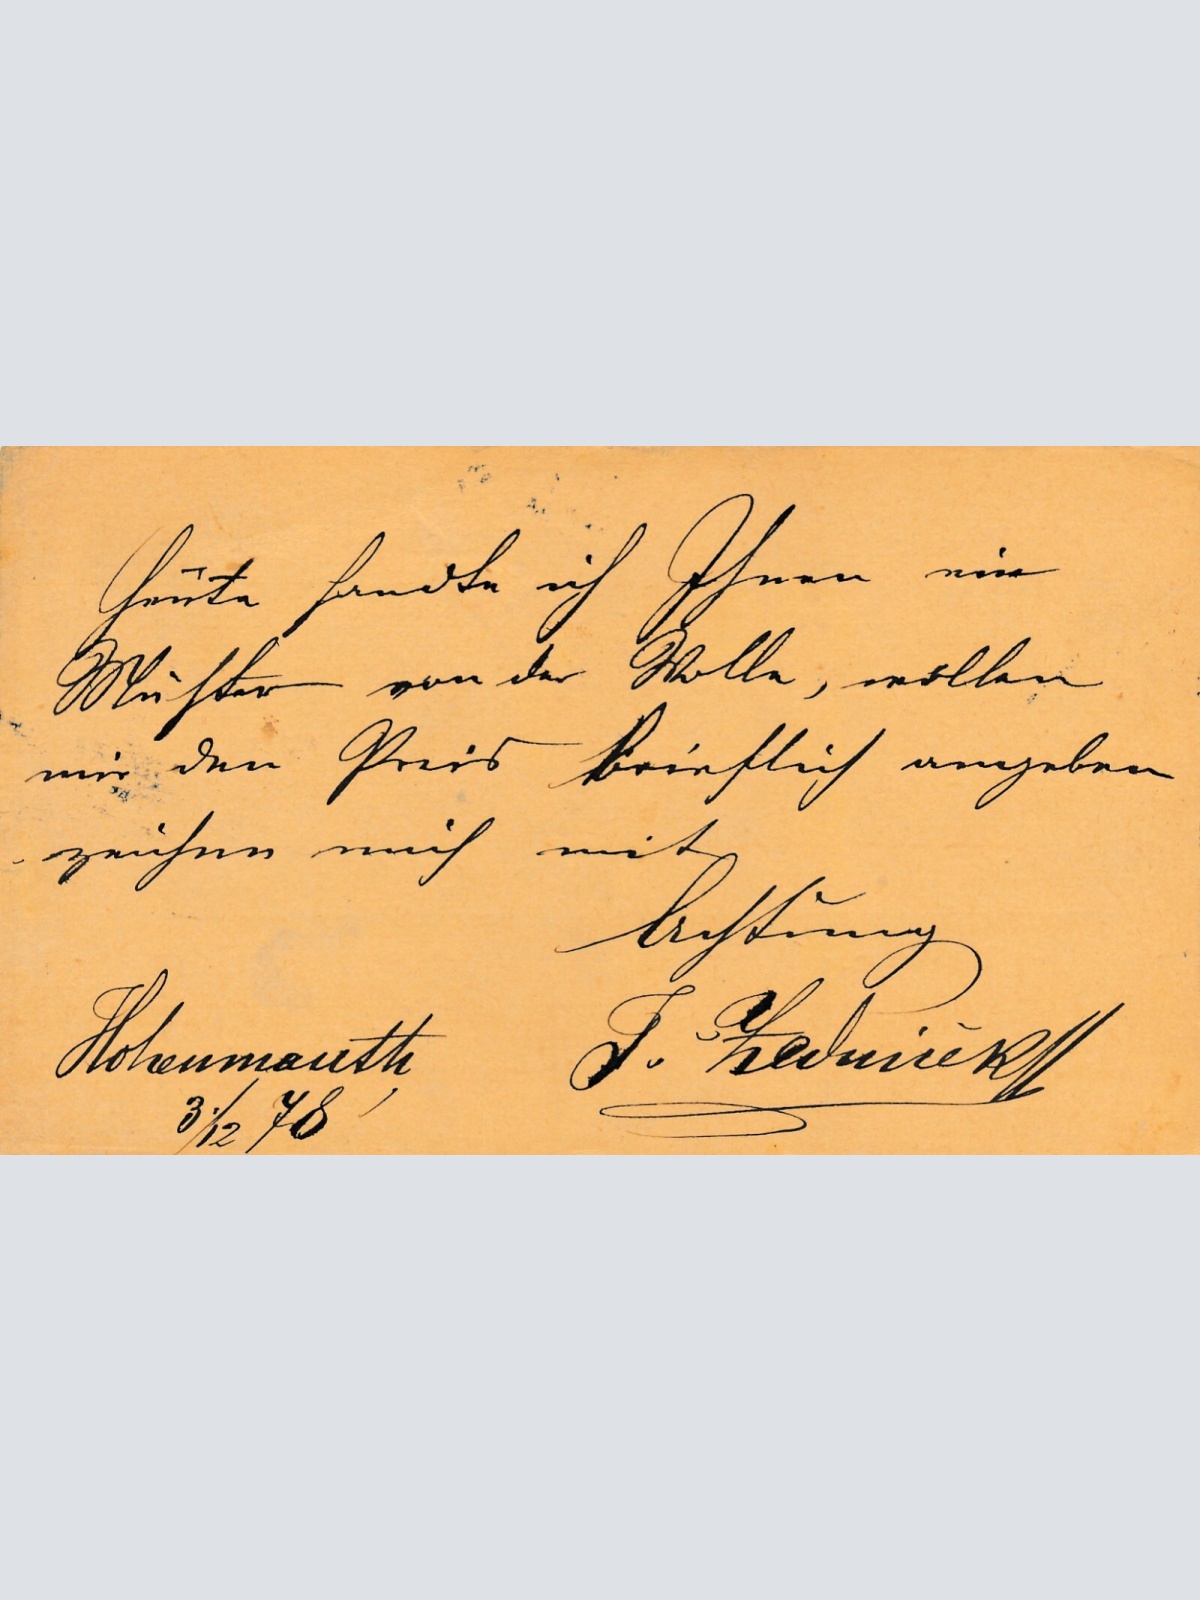 Heute sandte ich Ihnen ein
Muster von der Wolle, wollen
mir den Preis brieflich angeben
zeichne mich mit
Achtung
Hohenmauth J.
3./12 78